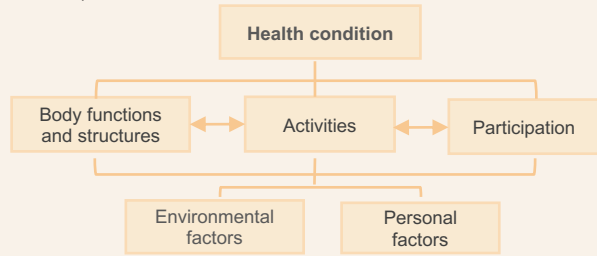 Health condition
Body functions
and structures
Activities
Participation
Environmental
factors
Personal
factors